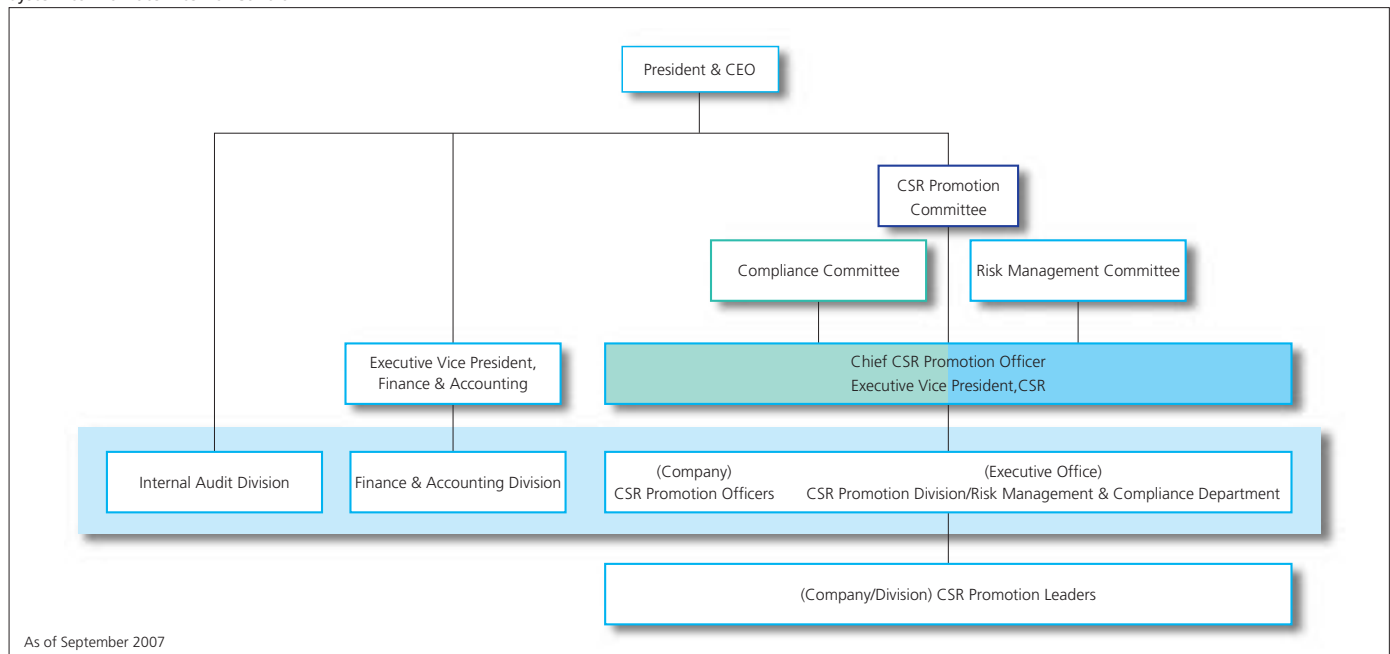 President & CEO
CSR Promotion
Committee
Compliance Committee
Risk Management Committee
Executive Vice President,
Finance & Accounting
Chief CSR Promotion Officer
Executive Vice President,CSR
Internal Audit Division
Finance & Accounting Division
(Company)
CSR Promotion Officers
(Executive Office)
CSR Promotion Division/Risk Management & Compliance Department
(Company/Division) CSR Promotion Leaders
As of September 2007